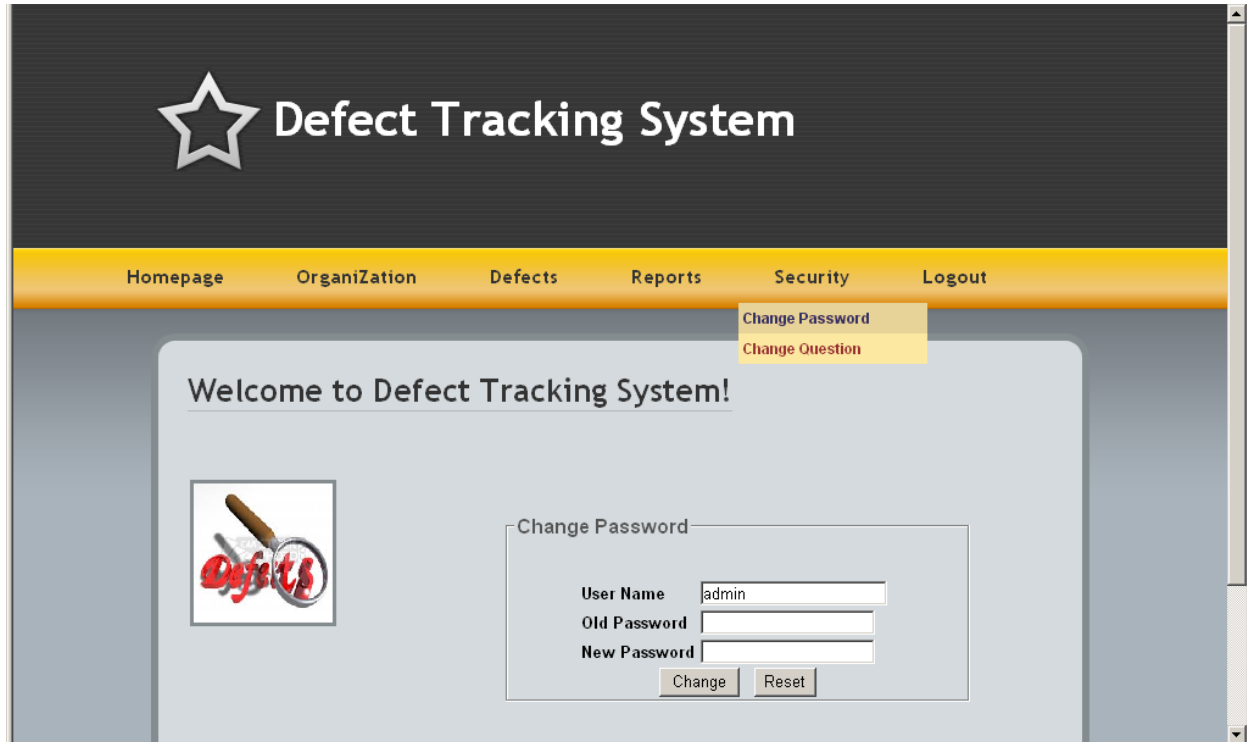 Defect Tracking System
Homepage OrganiZation Defects Reports Security Logout
Change Password
Change Question
Welcome to Defect Tracking System!
Defects
Change Password
User Name admin
Old Password
New Password
Change Reset